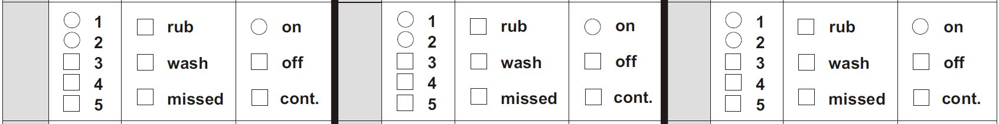 1 rub on
2
3 wash off
4
5 missed cont.
1 rub on
2
3 wash off
4
5 missed cont.
1 rub on
2
3 wash off
4
5 missed cont.